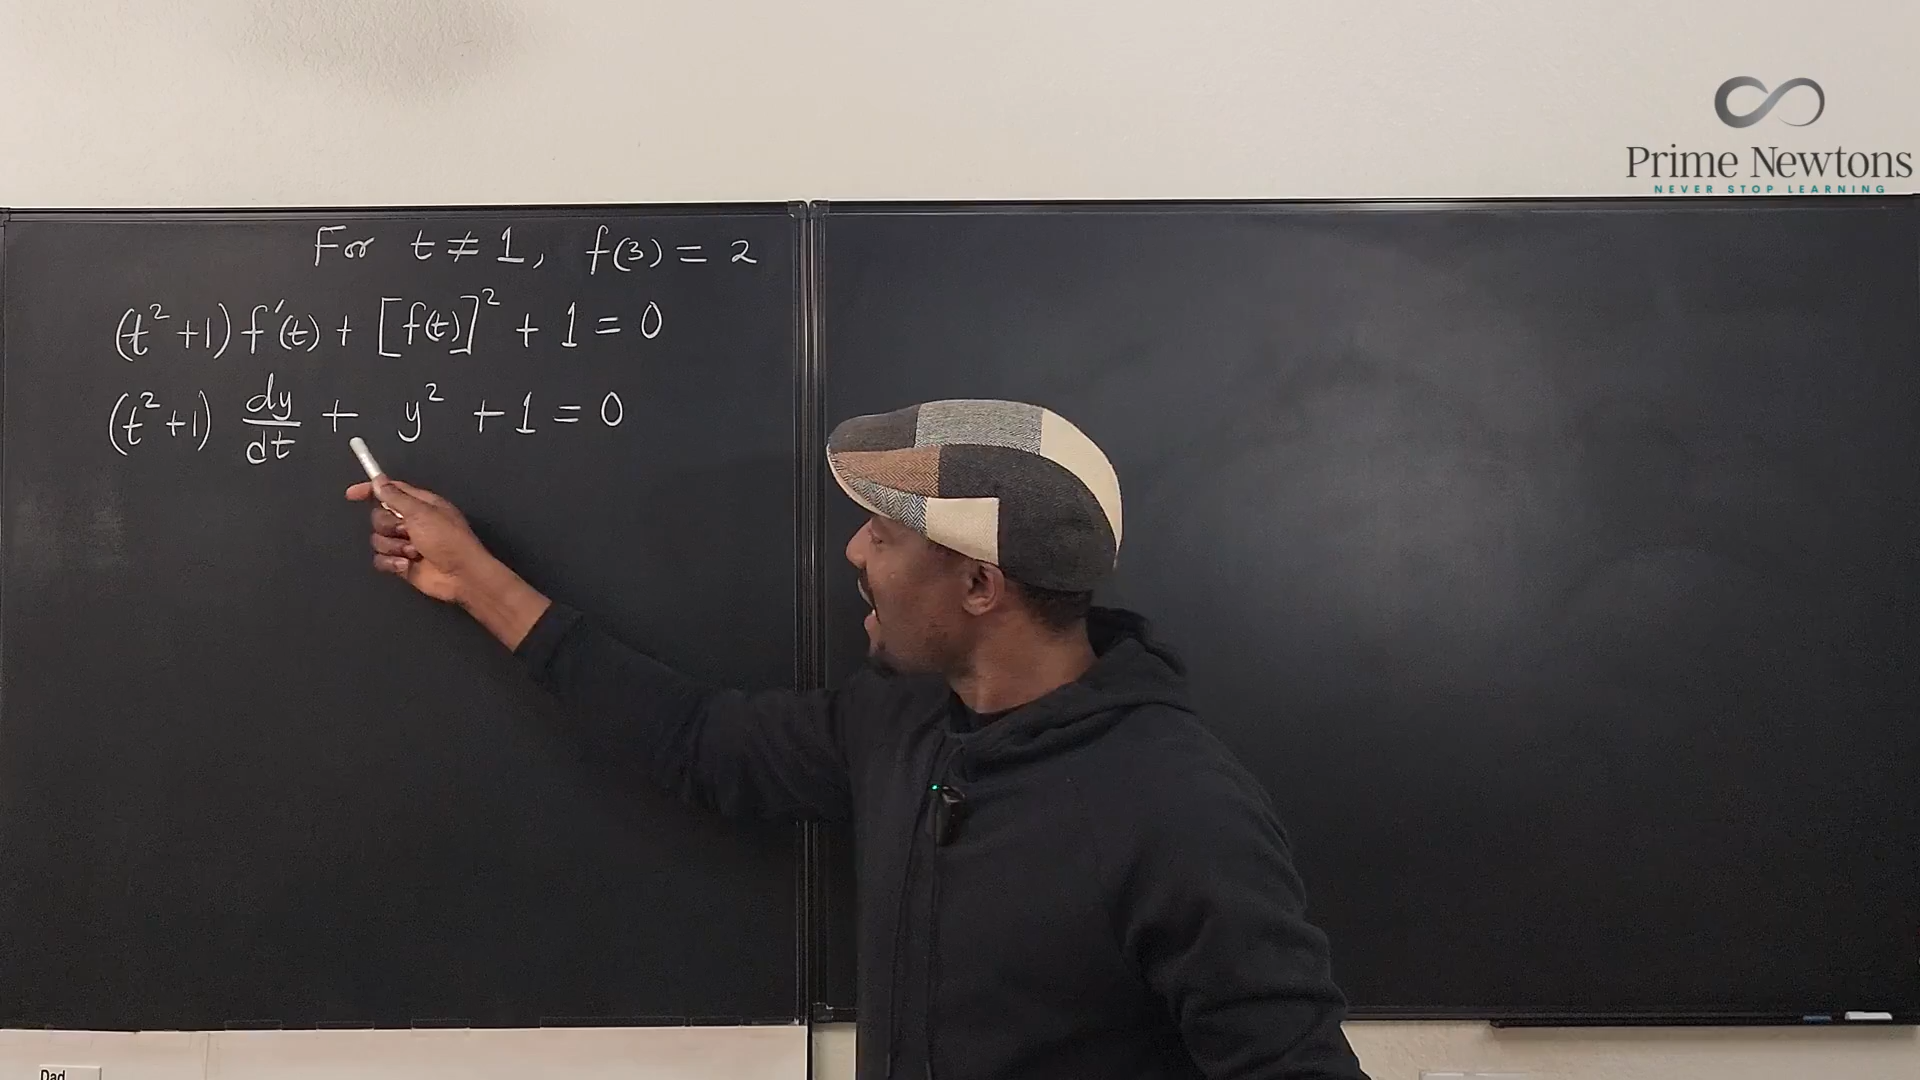 Prime Newtons
NEVER STOP LEARNING
For t ≠ 1, f(3) = 2
(t² + 1) f'(t) + [f(t)]² + 1 = 0
(t² + 1) dy/dt + y² + 1 = 0
Dad